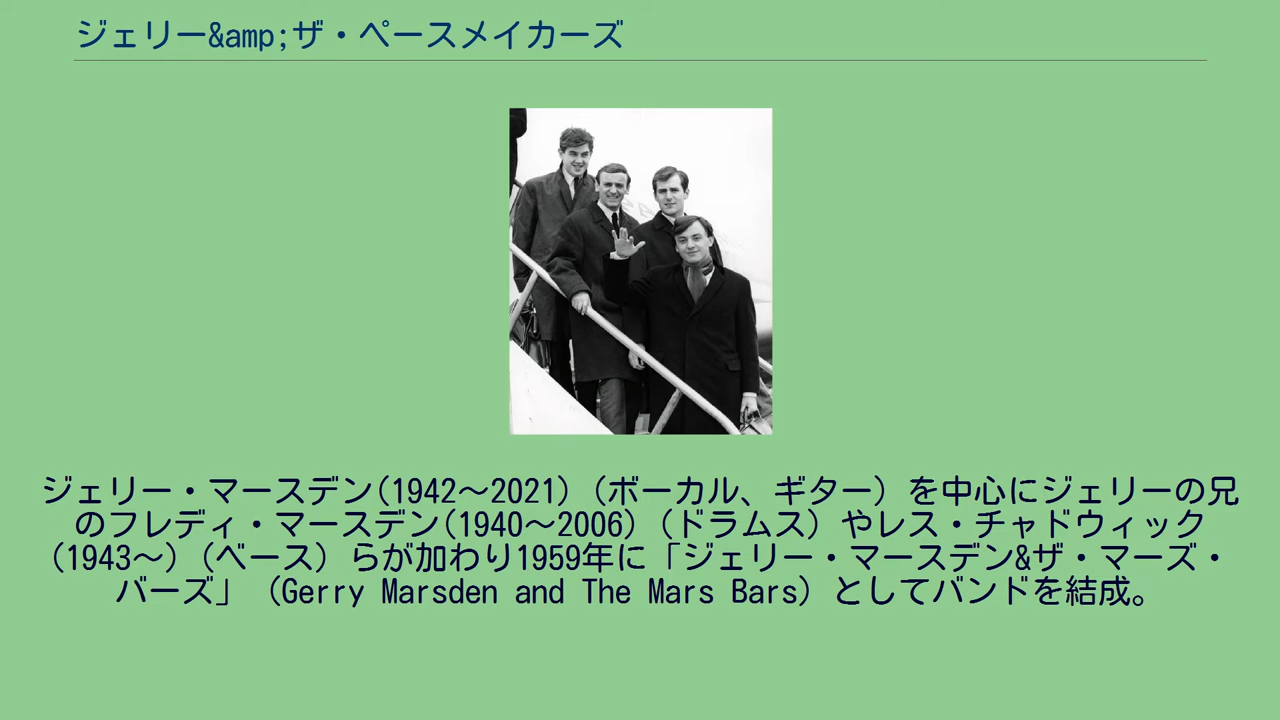 ジェリー&amp;ザ・ペースメイカーズ
ジェリー・マースデン(1942〜2021)（ボーカル、ギター）を中心にジェリーの兄
のフレディ・マースデン(1940〜2006)（ドラムス）やレス・チャドウィック
(1943〜)（ベース）らが加わり1959年に「ジェリー・マースデン&ザ・マーズ・
バーズ」（Gerry Marsden and The Mars Bars）としてバンドを結成。